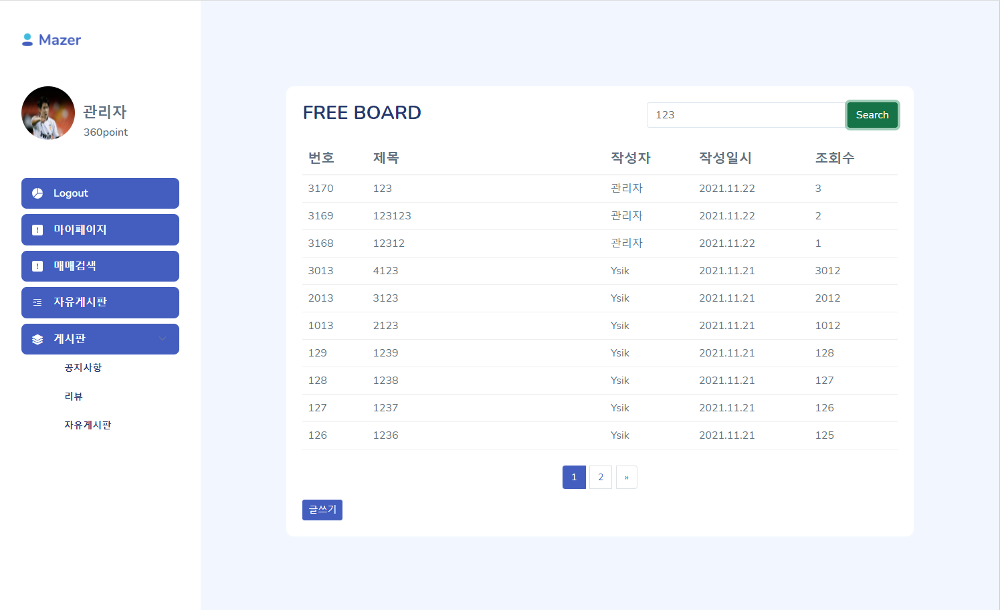 Mazer
관리자
360point
Logout
마이페이지
매매검색
자유게시판
게시판
공지사항
리뷰
자유게시판
FREE BOARD
123 Search
번호 제목 작성자 작성일시 조회수
3170 123 관리자 2021.11.22 3
3169 123123 관리자 2021.11.22 2
3168 12312 관리자 2021.11.22 1
3013 4123 Ysik 2021.11.21 3012
2013 3123 Ysik 2021.11.21 2012
1013 2123 Ysik 2021.11.21 1012
129 1239 Ysik 2021.11.21 128
128 1238 Ysik 2021.11.21 127
127 1237 Ysik 2021.11.21 126
126 1236 Ysik 2021.11.21 125
1 2 »
글쓰기